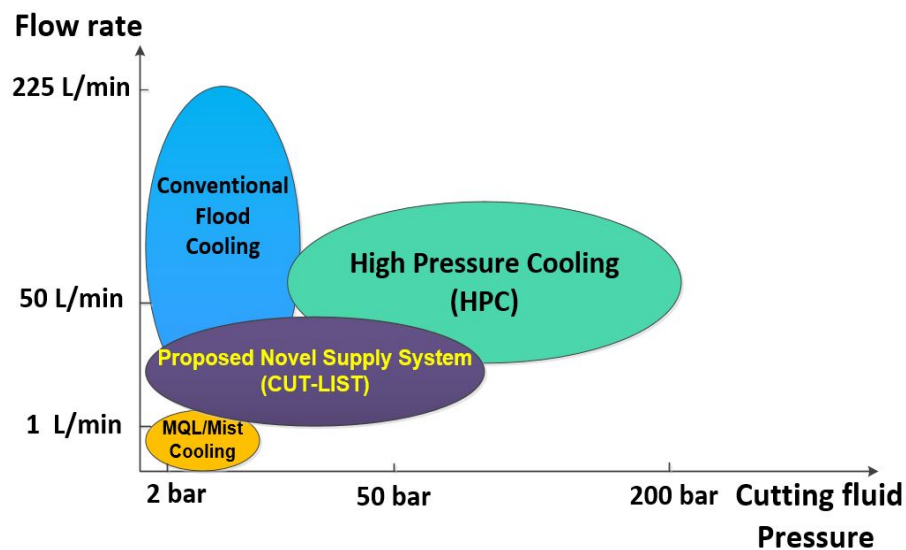 Flow rate
225 L/min
Conventional
Flood
Cooling
High Pressure Cooling
(HPC)
50 L/min
Proposed Novel Supply System
(CUT-LIST)
1 L/min
MQL/Mist
Cooling
2 bar
50 bar
200 bar
Cutting fluid
Pressure